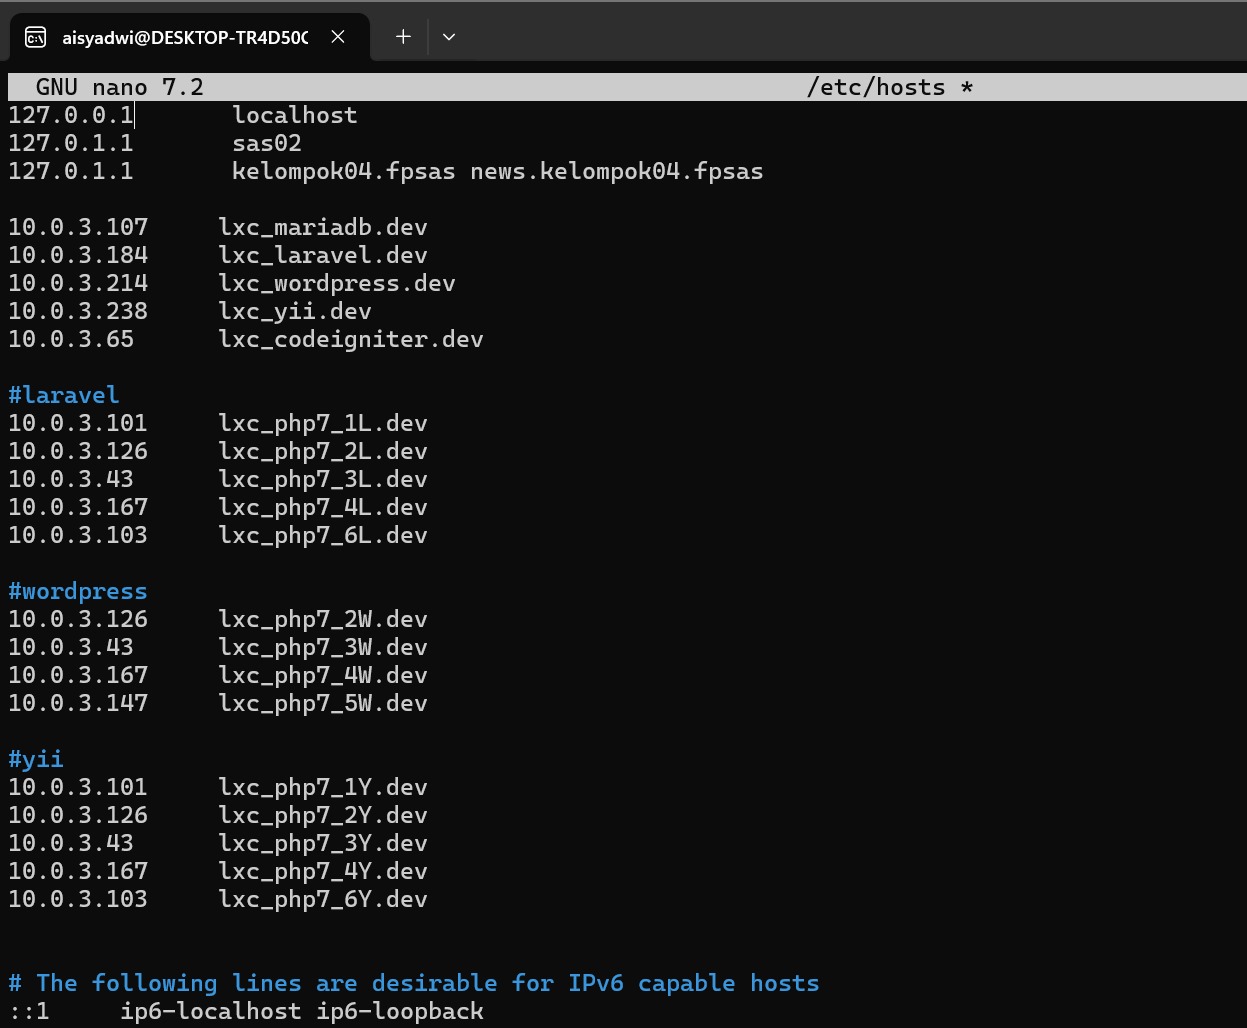 aisyadwi@DESKTOP-TR4D50
GNU nano 7.2 /etc/hosts *
127.0.0.1 localhost
127.0.1.1 sas02
127.0.1.1 kelompok04.fpsas news.kelompok04.fpsas
10.0.3.107 lxc_mariadb.dev
10.0.3.184 lxc_laravel.dev
10.0.3.214 lxc_wordpress.dev
10.0.3.238 lxc_yii.dev
10.0.3.65 lxc_codeigniter.dev
#laravel
10.0.3.101 lxc_php7_1L.dev
10.0.3.126 lxc_php7_2L.dev
10.0.3.43 lxc_php7_3L.dev
10.0.3.167 lxc_php7_4L.dev
10.0.3.103 lxc_php7_6L.dev
#wordpress
10.0.3.126 lxc_php7_2W.dev
10.0.3.43 lxc_php7_3W.dev
10.0.3.167 lxc_php7_4W.dev
10.0.3.147 lxc_php7_5W.dev
#yii
10.0.3.101 lxc_php7_1Y.dev
10.0.3.126 lxc_php7_2Y.dev
10.0.3.43 lxc_php7_3Y.dev
10.0.3.167 lxc_php7_4Y.dev
10.0.3.103 lxc_php7_6Y.dev
# The following lines are desirable for IPv6 capable hosts
::1 ip6-localhost ip6-loopback